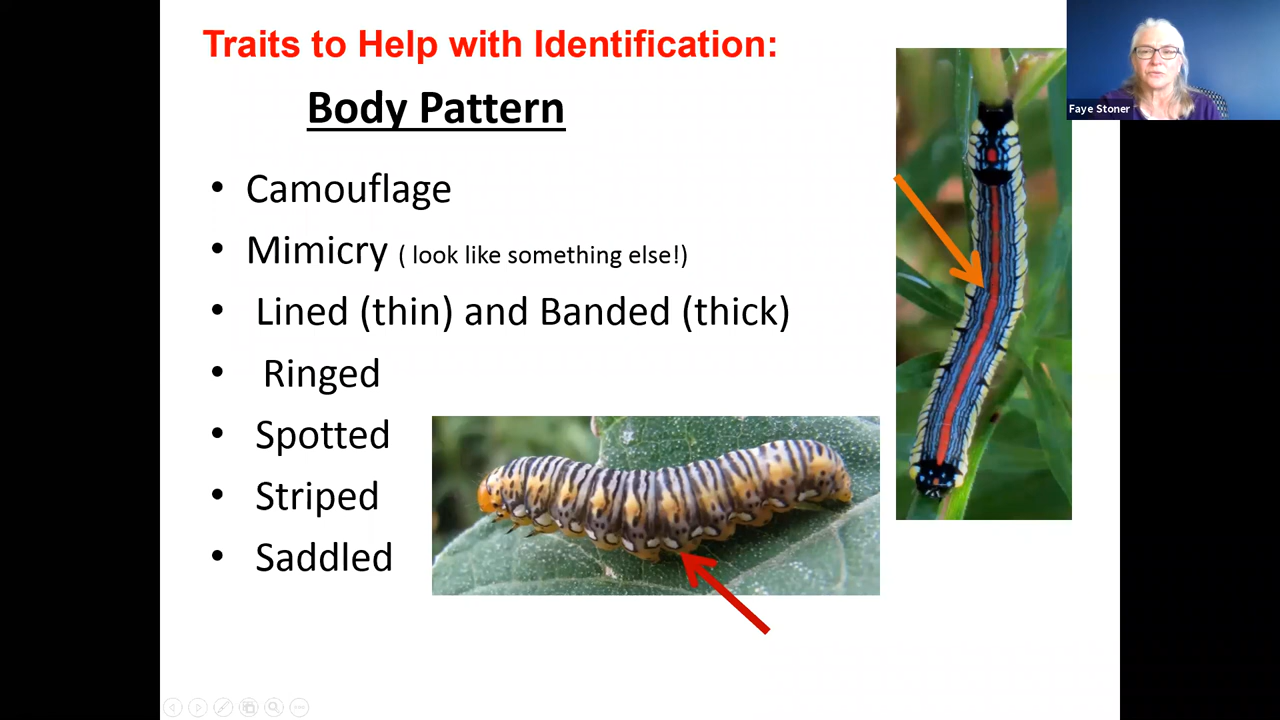 Traits to Help with Identification:
Body Pattern
• Camouflage
• Mimicry ( look like something else!)
• Lined (thin) and Banded (thick)
• Ringed
• Spotted
• Striped
• Saddled
Faye Stoner